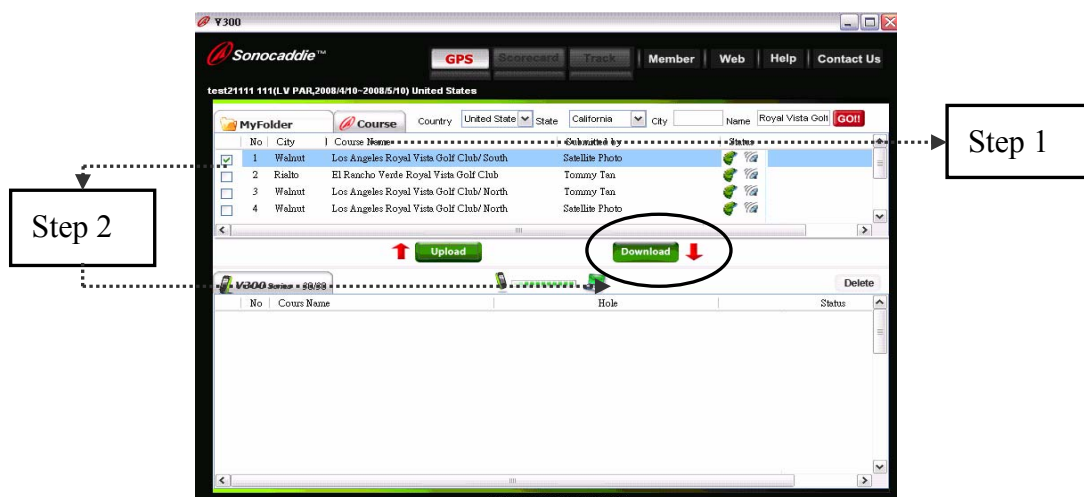 V300
Sonocaddie™
GPS Scorecard Track Member Web Help Contact Us
test21111 111(LV PAR,2008/4/10~2008/5/10) United States
MyFolder Course Country United State State California City Name Royal Vista Golf GO!!
No City Course Name Submitted by Status
1 Walnut Los Angeles Royal Vista Golf Club/ South Satellite Photo
2 Rialto El Rancho Verde Royal Vista Golf Club Tommy Tan
3 Walnut Los Angeles Royal Vista Golf Club/ North Tommy Tan
4 Walnut Los Angeles Royal Vista Golf Club/ North Satellite Photo
Step 1
Step 2
Upload Download
V300 Series - 98/98 Delete
No Cours Name Hole Status